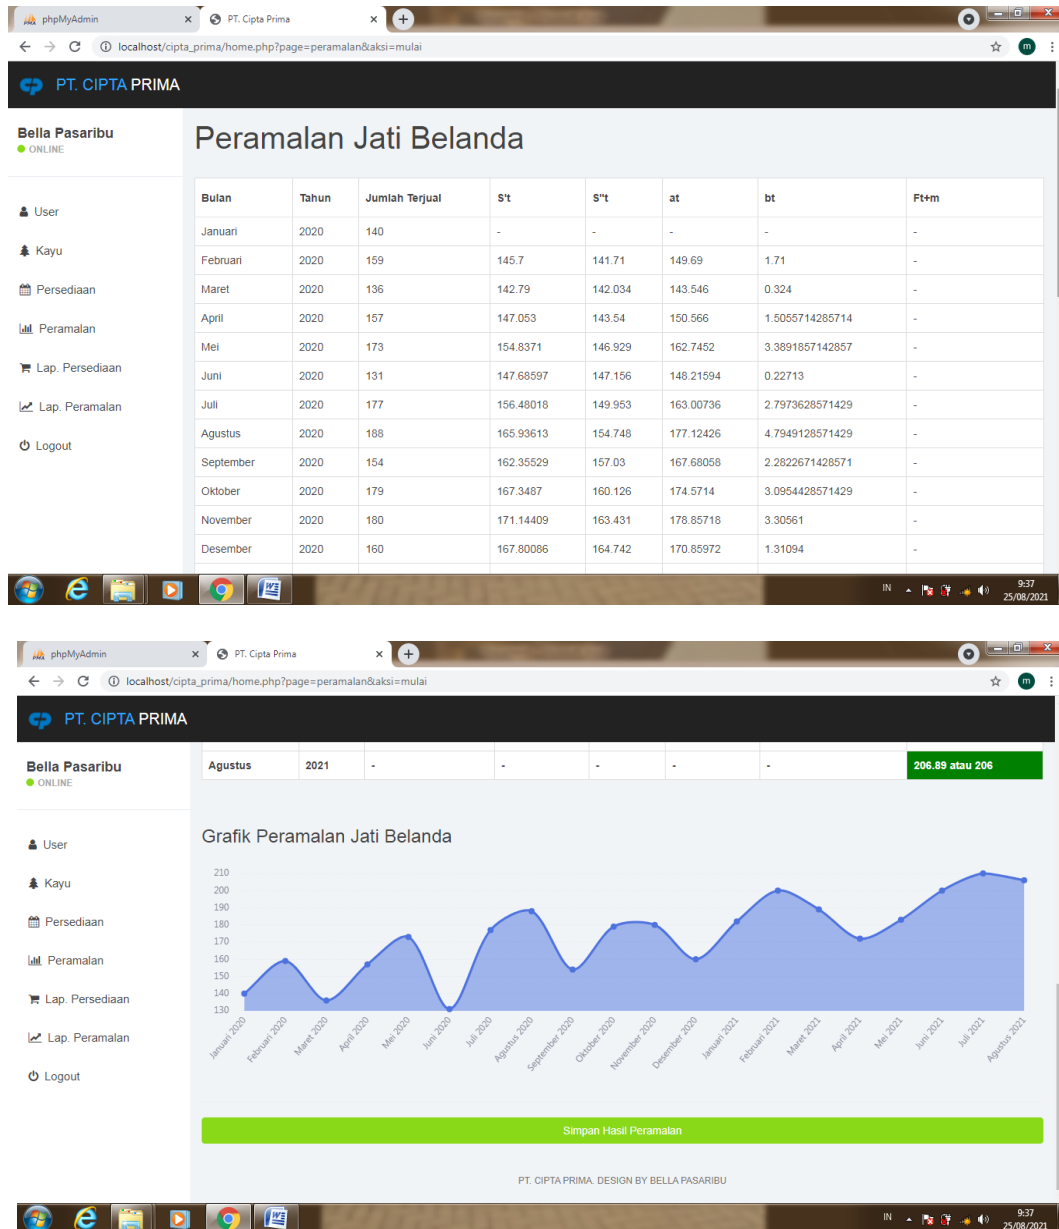 phpMyAdmin PT. Cipta Prima
localhost/cipta_prima/home.php?page=peramalan&aksi=mulai
m
PT. CIPTA PRIMA
Bella Pasaribu
ONLINE
User
Kayu
Persediaan
Peramalan
Lap. Persediaan
Lap. Peramalan
Logout
Peramalan Jati Belanda
Bulan Tahun Jumlah Terjual S't S"t at bt Ft+m
Januari 2020 140 - - - - -
Februari 2020 159 145.7 141.71 149.69 1.71 -
Maret 2020 136 142.79 142.034 143.546 0.324 -
April 2020 157 147.053 143.54 150.566 1.5055714285714 -
Mei 2020 173 154.8371 146.929 162.7452 3.3891857142857 -
Juni 2020 131 147.68597 147.156 148.21594 0.22713 -
Juli 2020 177 156.48018 149.953 163.00736 2.7973628571429 -
Agustus 2020 188 165.93613 154.748 177.12426 4.7949128571429 -
September 2020 154 162.35529 157.03 167.68058 2.2822671428571 -
Oktober 2020 179 167.3487 160.126 174.5714 3.0954428571429 -
November 2020 180 171.14409 163.431 178.85718 3.30561 -
Desember 2020 160 167.80086 164.742 170.85972 1.31094 -
IN 9:37
25/08/2021
phpMyAdmin PT. Cipta Prima
localhost/cipta_prima/home.php?page=peramalan&aksi=mulai
m
PT. CIPTA PRIMA
Bella Pasaribu
ONLINE
User
Kayu
Persediaan
Peramalan
Lap. Persediaan
Lap. Peramalan
Logout
Agustus 2021 - - - - - 206.89 atau 206
Grafik Peramalan Jati Belanda
210
200
190
180
170
160
150
140
130
Januari 2020
Februari 2020
Maret 2020
April 2020
Mei 2020
Juni 2020
Juli 2020
Agustus 2020
September 2020
Oktober 2020
November 2020
Desember 2020
Januari 2021
Februari 2021
Maret 2021
April 2021
Mei 2021
Juni 2021
Juli 2021
Agustus 2021
Simpan Hasil Peramalan
PT. CIPTA PRIMA. DESIGN BY BELLA PASARIBU
IN 9:37
25/08/2021